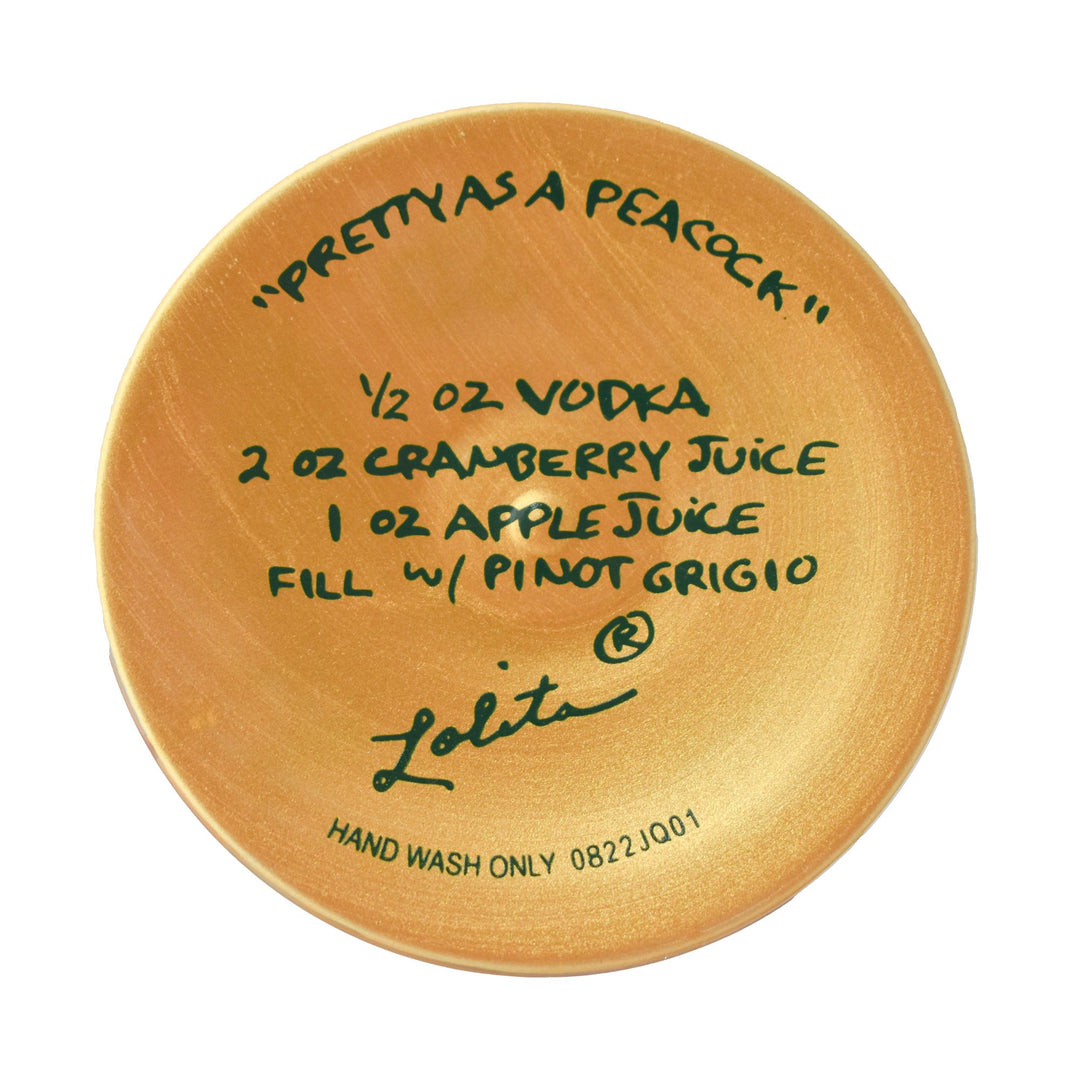 "PRETTY AS A PEACOCK"
1/2 OZ VODKA
2 OZ CRANBERRY JUiCE
1 OZ APPLE JUiCE
FILL W/ PINOT GRIGIO
®
Lolita
HAND WASH ONLY 0822JQ01